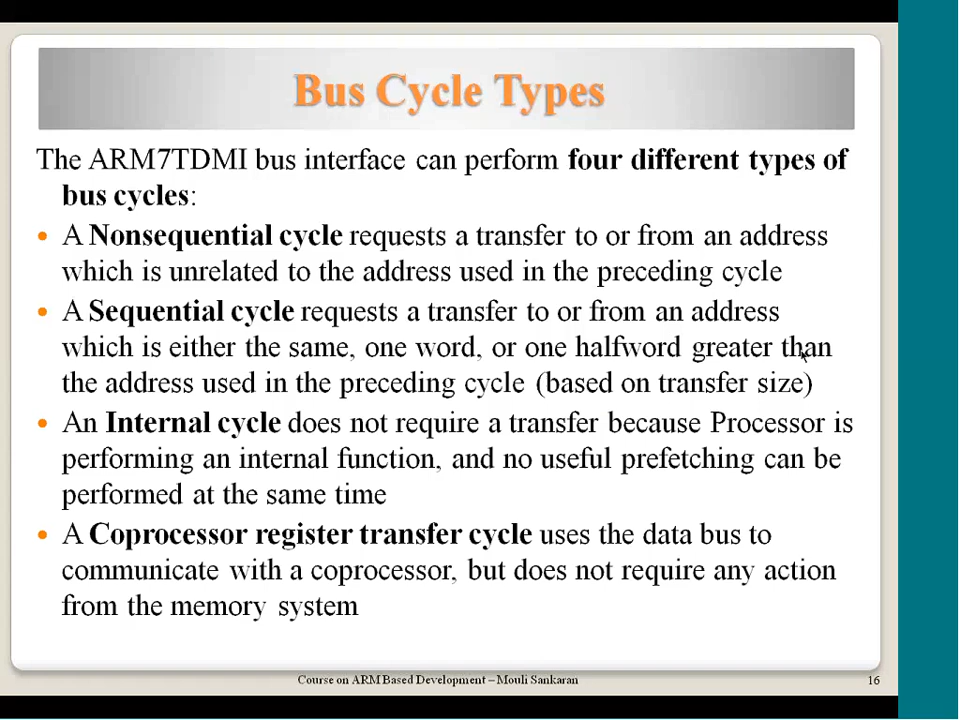 Bus Cycle Types
The ARM7TDMI bus interface can perform four different types of
bus cycles:
• A Nonsequential cycle requests a transfer to or from an address
which is unrelated to the address used in the preceding cycle
• A Sequential cycle requests a transfer to or from an address
which is either the same, one word, or one halfword greater than
the address used in the preceding cycle (based on transfer size)
• An Internal cycle does not require a transfer because Processor is
performing an internal function, and no useful prefetching can be
performed at the same time
• A Coprocessor register transfer cycle uses the data bus to
communicate with a coprocessor, but does not require any action
from the memory system
Course on ARM Based Development – Mouli Sankaran
16